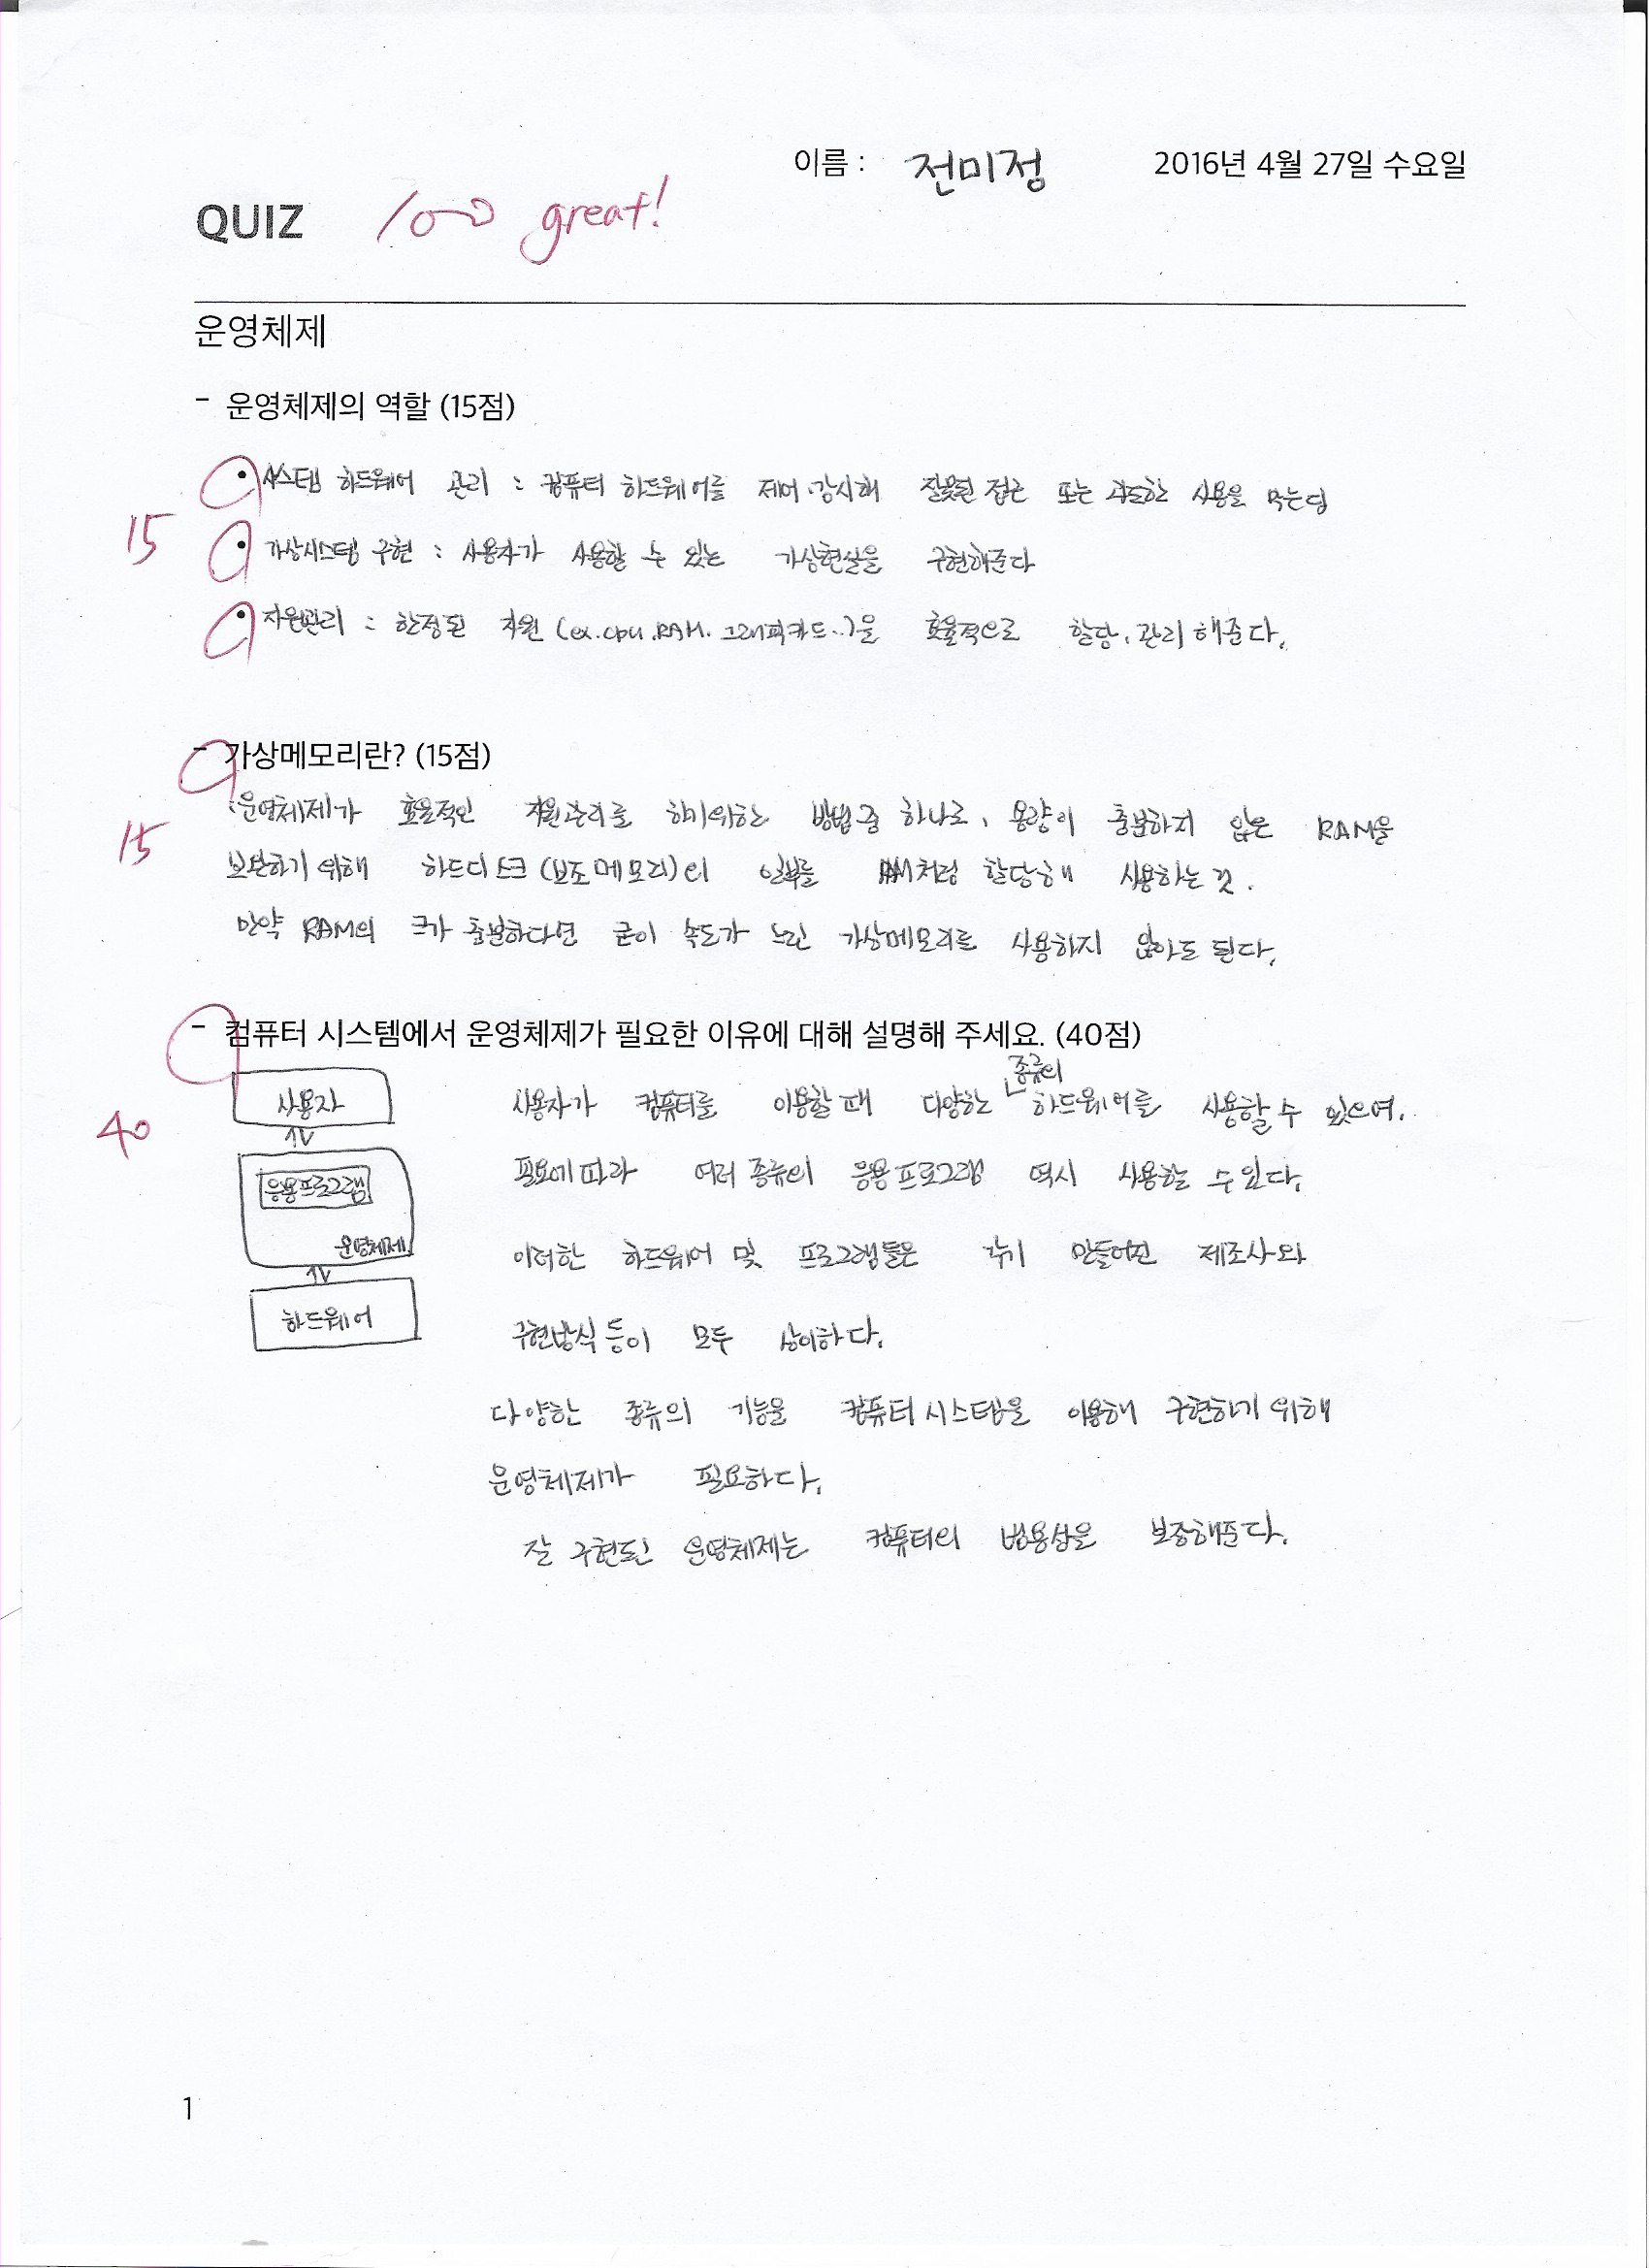 이름 : 전미정 2016년 4월 27일 수요일
QUIZ 100 great!
운영체제
- 운영체제의 역할 (15점)
• 시스템 하드웨어 관리 : 컴퓨터 하드웨어를 제어.감시해 잘못된 접근 또는 과도한 사용을 막는다
15
• 가상시스템 구현 : 사용자가 사용할 수 있는 가상현실을 구현해준다
• 자원관리 : 한정된 자원 (ex.cpu.RAM.그래픽카드..)을 효율적으로 할당.관리해준다.
- 가상메모리란? (15점)
운영체제가 효율적인 자원관리를 하기위한 방법중 하나로, 용량이 충분하지 않은 RAM을
15
보완하기 위해 하드디스크(보조메모리)의 일부를 RAM처럼 할당해 사용하는 것.
만약 RAM의 크가 충분하다면 굳이 속도가 느린 가상메모리를 사용하지 않아도 된다.
- 컴퓨터 시스템에서 운영체제가 필요한 이유에 대해 설명해 주세요. (40점)
40
사용자
응용프로그램
운영체제
하드웨어
사용자가 컴퓨터를 이용할 때 다양한 종류의 하드웨어를 사용할 수 있으며.
필요에 따라 여러 종류의 응용프로그램 역시 사용할 수 있다.
이러한 하드웨어 및 프로그램들은 각기 만들어진 제조사와
구현방식 등이 모두 상이하다.
다양한 종류의 기능을 컴퓨터 시스템을 이용해 구현하기 위해
운영체제가 필요하다.
잘 구현된 운영체제는 컴퓨터의 범용성을 보장해준다.
1